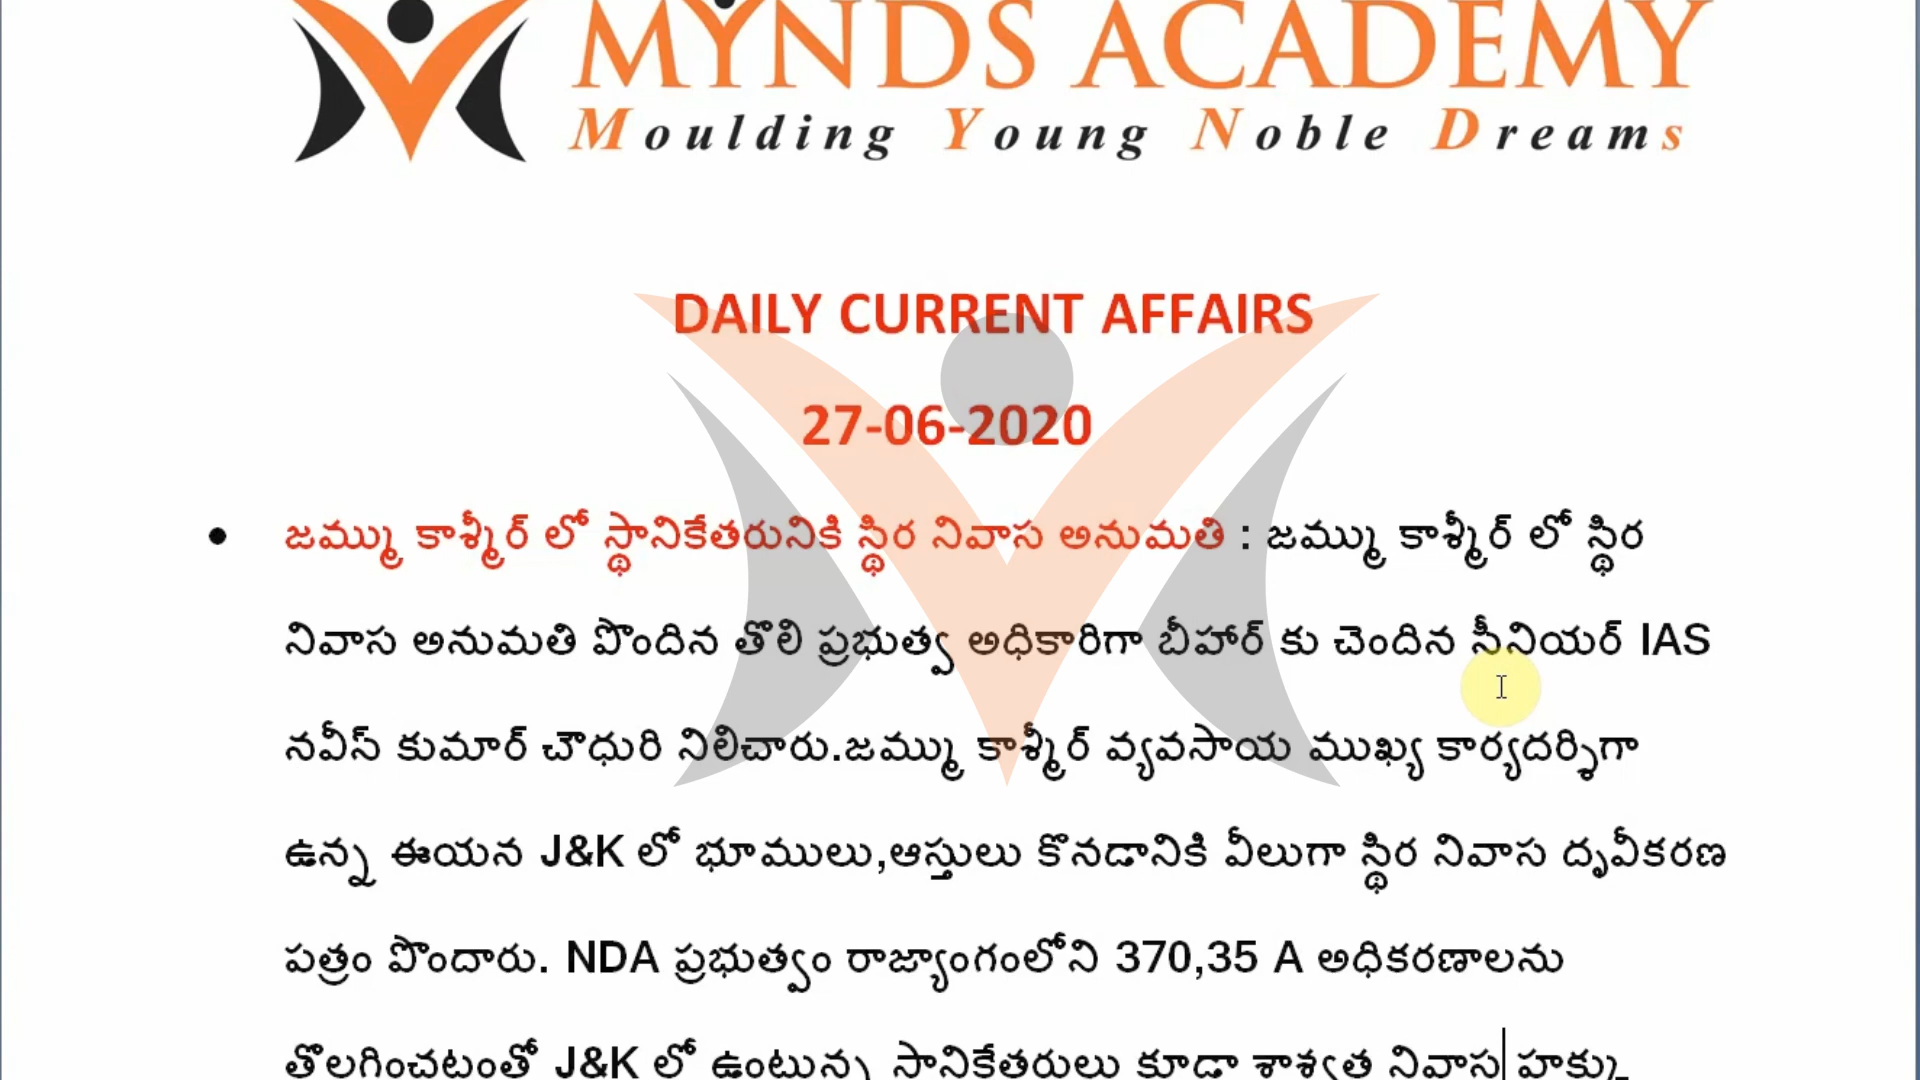 MYNDS ACADEMY
Moulding Young Noble Dreams
DAILY CURRENT AFFAIRS
27-06-2020
• జమ్ము కాశ్మీర్ లో స్థానికేతరునికి స్థిర నివాస అనుమతి : జమ్ము కాశ్మీర్ లో స్థిర
నివాస అనుమతి పొందిన తొలి ప్రభుత్వ అధికారిగా బీహార్ కు చెందిన సీనియర్ IAS
నవీన్ కుమార్ చౌధురి నిలిచారు.జమ్ము కాశ్మీర్ వ్యవసాయ ముఖ్య కార్యదర్శిగా
ఉన్న ఈయన J&K లో భూములు,ఆస్తులు కొనడానికి వీలుగా స్థిర నివాస దృవీకరణ
పత్రం పొందారు. NDA ప్రభుత్వం రాజ్యాంగంలోని 370,35 A అధికరణాలను
తొలగించటంతో J&K లో ఉంటున్న స్థానికేతరులు కూడా శాశ్వత నివాస హక్కు